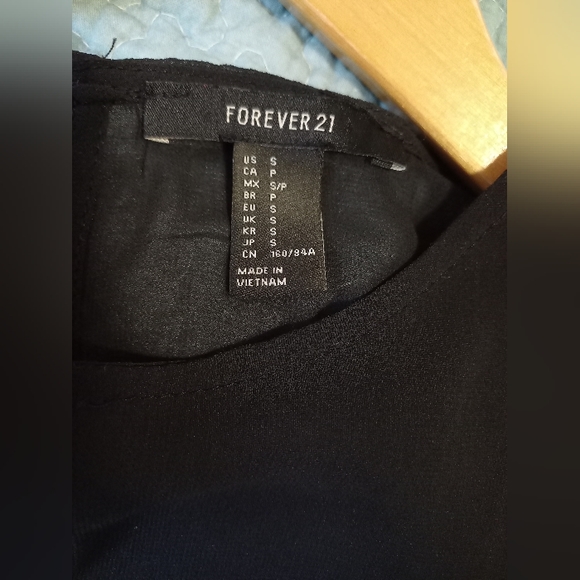 FOREVER 21
US S
CA P
MX S/P
BR P
EU S
UK S
KR S
JP S
CN 160/84A
MADE IN
VIETNAM